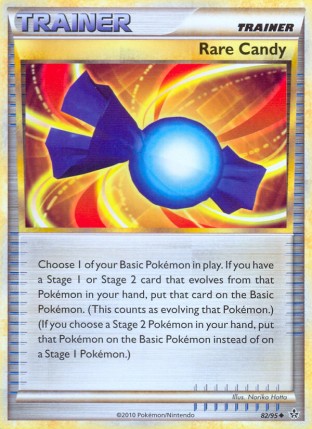 TRAINER
TRAINER
Rare Candy
Choose 1 of your Basic Pokémon in play. If you have
a Stage 1 or Stage 2 card that evolves from that
Pokémon in your hand, put that card on the Basic
Pokémon. (This counts as evolving that Pokémon.)
(If you choose a Stage 2 Pokémon in your hand, put
that Pokémon on the Basic Pokémon instead of on
a Stage 1 Pokémon.)
Illus. Noriko Hotta
©2010 Pokémon/Nintendo
82/95